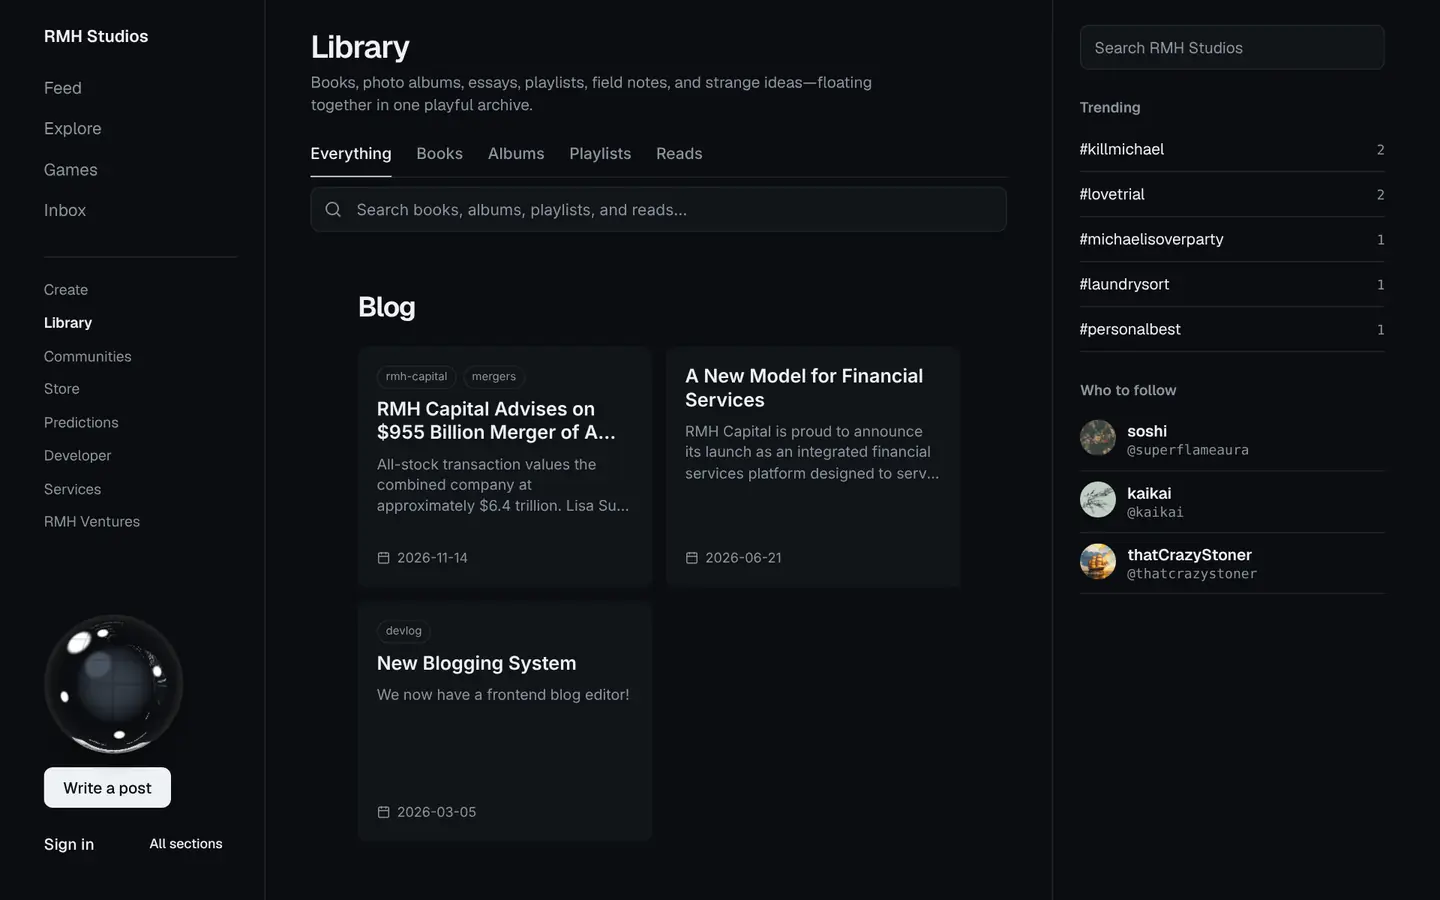 RMH Studios
Feed
Explore
Games
Inbox
Create
Library
Communities
Store
Predictions
Developer
Services
RMH Ventures
Write a post
Sign in
All sections
Library
Books, photo albums, essays, playlists, field notes, and strange ideas—floating
together in one playful archive.
Everything
Books
Albums
Playlists
Reads
Search books, albums, playlists, and reads...
Blog
rmh-capital
mergers
RMH Capital Advises on
$955 Billion Merger of A...
All-stock transaction values the
combined company at
approximately $6.4 trillion. Lisa Su...
2026-11-14
A New Model for Financial
Services
RMH Capital is proud to announce
its launch as an integrated financial
services platform designed to serv...
2026-06-21
devlog
New Blogging System
We now have a frontend blog editor!
2026-03-05
Search RMH Studios
Trending
#killmichael 2
#lovetrial 2
#michaelisoverparty 1
#laundrysort 1
#personalbest 1
Who to follow
soshi
@superflameaura
kaikai
@kaikai
thatCrazyStoner
@thatcrazystoner